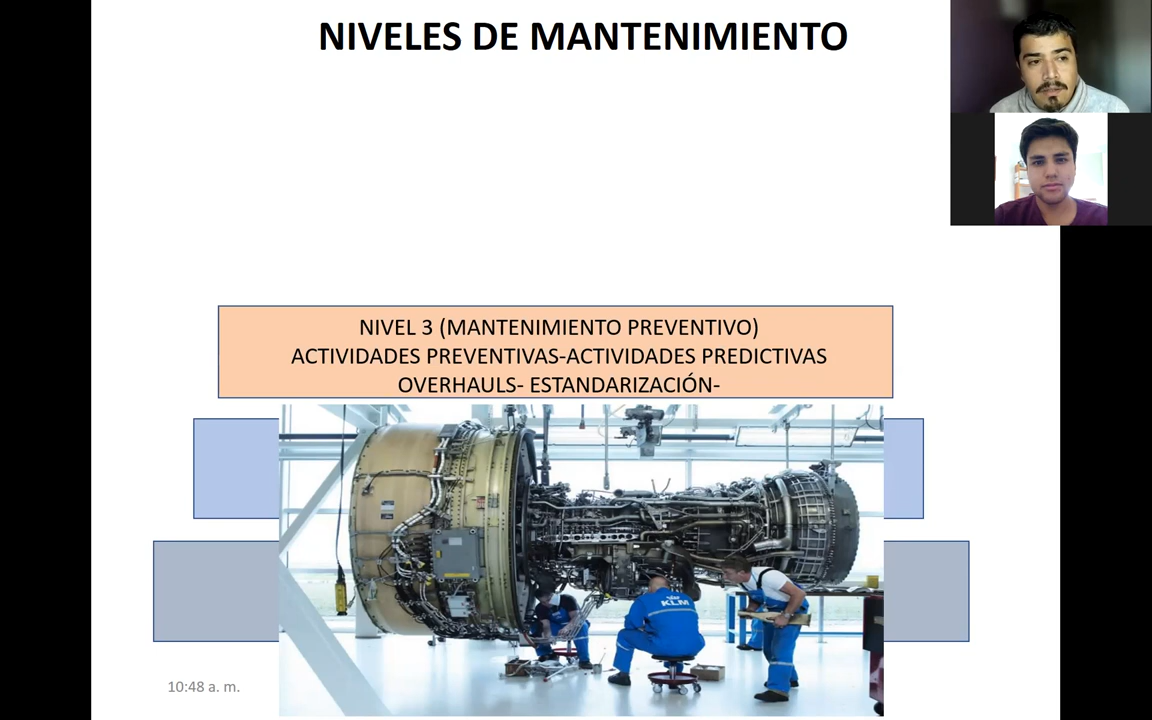 NIVELES DE MANTENIMIENTO
NIVEL 3 (MANTENIMIENTO PREVENTIVO)
ACTIVIDADES PREVENTIVAS-ACTIVIDADES PREDICTIVAS
OVERHAULS- ESTANDARIZACIÓN-
KLM
10:48 a. m.